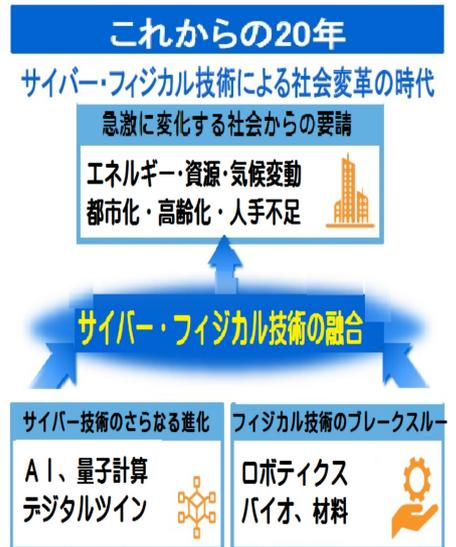 これからの20年
サイバー・フィジカル技術による社会変革の時代
急激に変化する社会からの要請
エネルギー・資源・気候変動
都市化・高齢化・人手不足
サイバー・フィジカル技術の融合
サイバー技術のさらなる進化
ＡＩ、量子計算
デジタルツイン
フィジカル技術のブレークスルー
ロボティクス
バイオ、材料